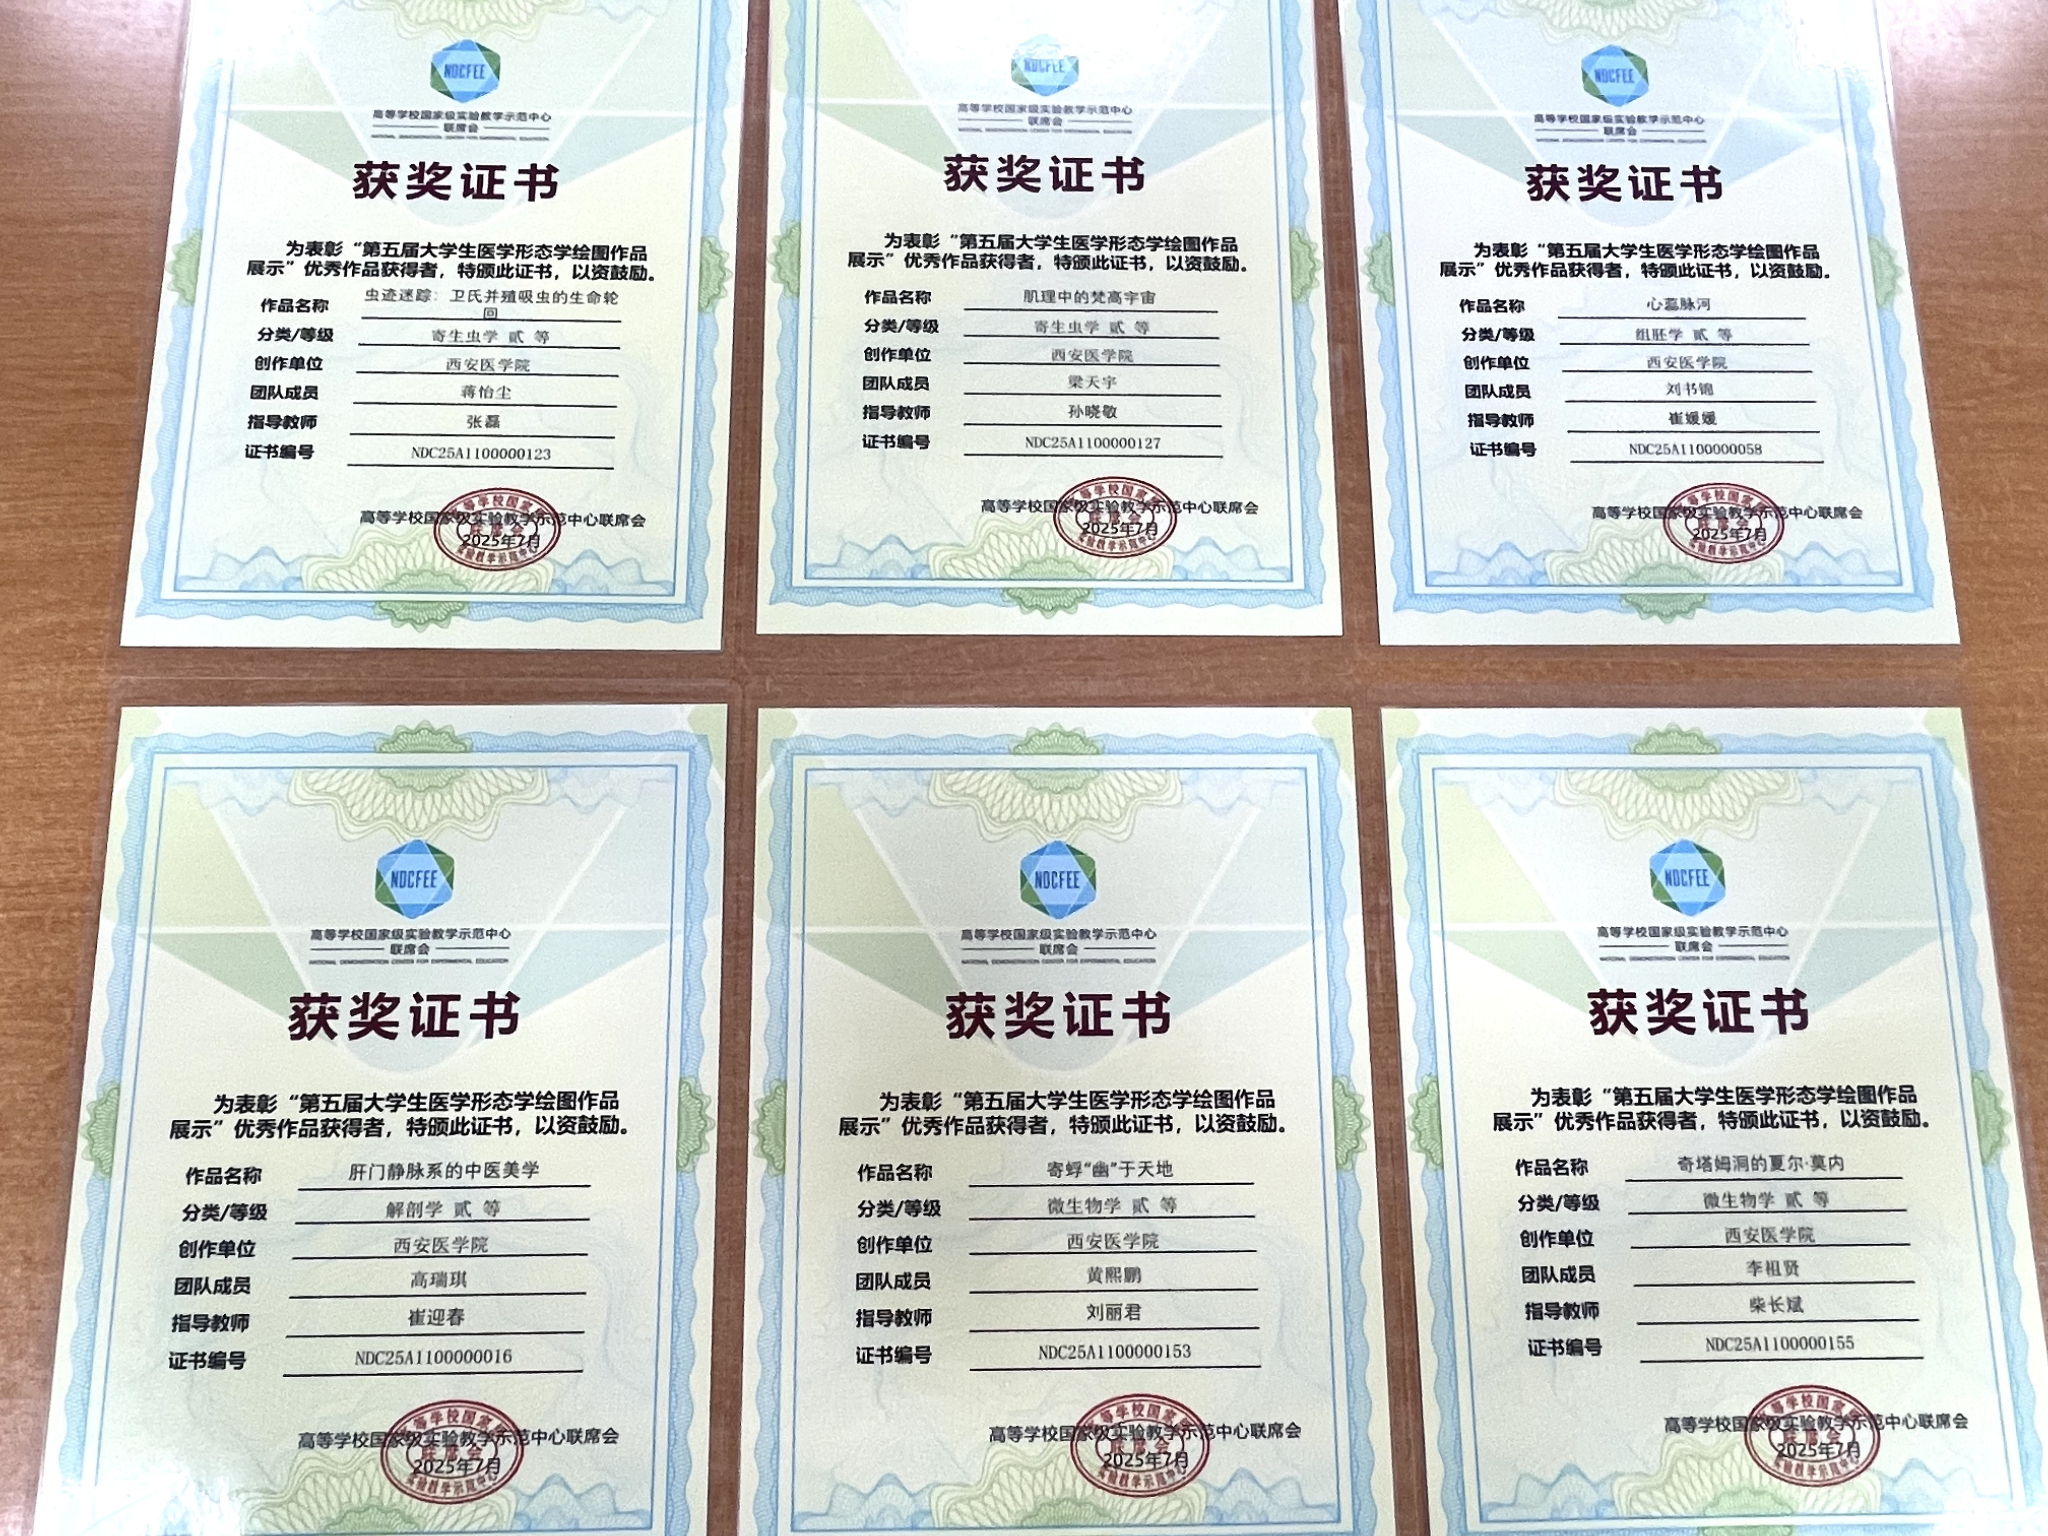 NDCFEE
高等学校国家级实验教学示范中心
联席会
NATIONAL DEMONSTRATION CENTER FOR EXPERIMENTAL EDUCATION
获奖证书
为表彰“第五届大学生医学形态学绘图作品
展示”优秀作品获得者，特颁此证书，以资鼓励。
作品名称 虫迹迷踪：卫氏并殖吸虫的生命轮
回
分类/等级 寄生虫学 贰 等
创作单位 西安医学院
团队成员 蒋怡尘
指导教师 张磊
证书编号 NDC25A1100000123
高等学校国家级实验教学示范中心联席会
2025年7月
NDCFEE
高等学校国家级实验教学示范中心
联席会
NATIONAL DEMONSTRATION CENTER FOR EXPERIMENTAL EDUCATION
获奖证书
为表彰“第五届大学生医学形态学绘图作品
展示”优秀作品获得者，特颁此证书，以资鼓励。
作品名称 肌理中的梵高宇宙
分类/等级 寄生虫学 贰 等
创作单位 西安医学院
团队成员 梁天宇
指导教师 孙晓敬
证书编号 NDC25A1100000127
高等学校国家级实验教学示范中心联席会
2025年7月
NDCFEE
高等学校国家级实验教学示范中心
联席会
NATIONAL DEMONSTRATION CENTER FOR EXPERIMENTAL EDUCATION
获奖证书
为表彰“第五届大学生医学形态学绘图作品
展示”优秀作品获得者，特颁此证书，以资鼓励。
作品名称 心蕊脉河
分类/等级 组胚学 贰 等
创作单位 西安医学院
团队成员 刘书锦
指导教师 崔媛媛
证书编号 NDC25A1100000058
高等学校国家级实验教学示范中心联席会
2025年7月
NDCFEE
高等学校国家级实验教学示范中心
联席会
NATIONAL DEMONSTRATION CENTER FOR EXPERIMENTAL EDUCATION
获奖证书
为表彰“第五届大学生医学形态学绘图作品
展示”优秀作品获得者，特颁此证书，以资鼓励。
作品名称 肝门静脉系的中医美学
分类/等级 解剖学 贰 等
创作单位 西安医学院
团队成员 高瑞琪
指导教师 崔迎春
证书编号 NDC25A1100000016
高等学校国家级实验教学示范中心联席会
2025年7月
NDCFEE
高等学校国家级实验教学示范中心
联席会
NATIONAL DEMONSTRATION CENTER FOR EXPERIMENTAL EDUCATION
获奖证书
为表彰“第五届大学生医学形态学绘图作品
展示”优秀作品获得者，特颁此证书，以资鼓励。
作品名称 寄蜉“幽”于天地
分类/等级 微生物学 贰 等
创作单位 西安医学院
团队成员 黄熙鹏
指导教师 刘丽君
证书编号 NDC25A1100000153
高等学校国家级实验教学示范中心联席会
2025年7月
NDCFEE
高等学校国家级实验教学示范中心
联席会
NATIONAL DEMONSTRATION CENTER FOR EXPERIMENTAL EDUCATION
获奖证书
为表彰“第五届大学生医学形态学绘图作品
展示”优秀作品获得者，特颁此证书，以资鼓励。
作品名称 奇塔姆洞的夏尔·莫内
分类/等级 微生物学 贰 等
创作单位 西安医学院
团队成员 李祖贤
指导教师 柴长斌
证书编号 NDC25A1100000155
高等学校国家级实验教学示范中心联席会
2025年7月